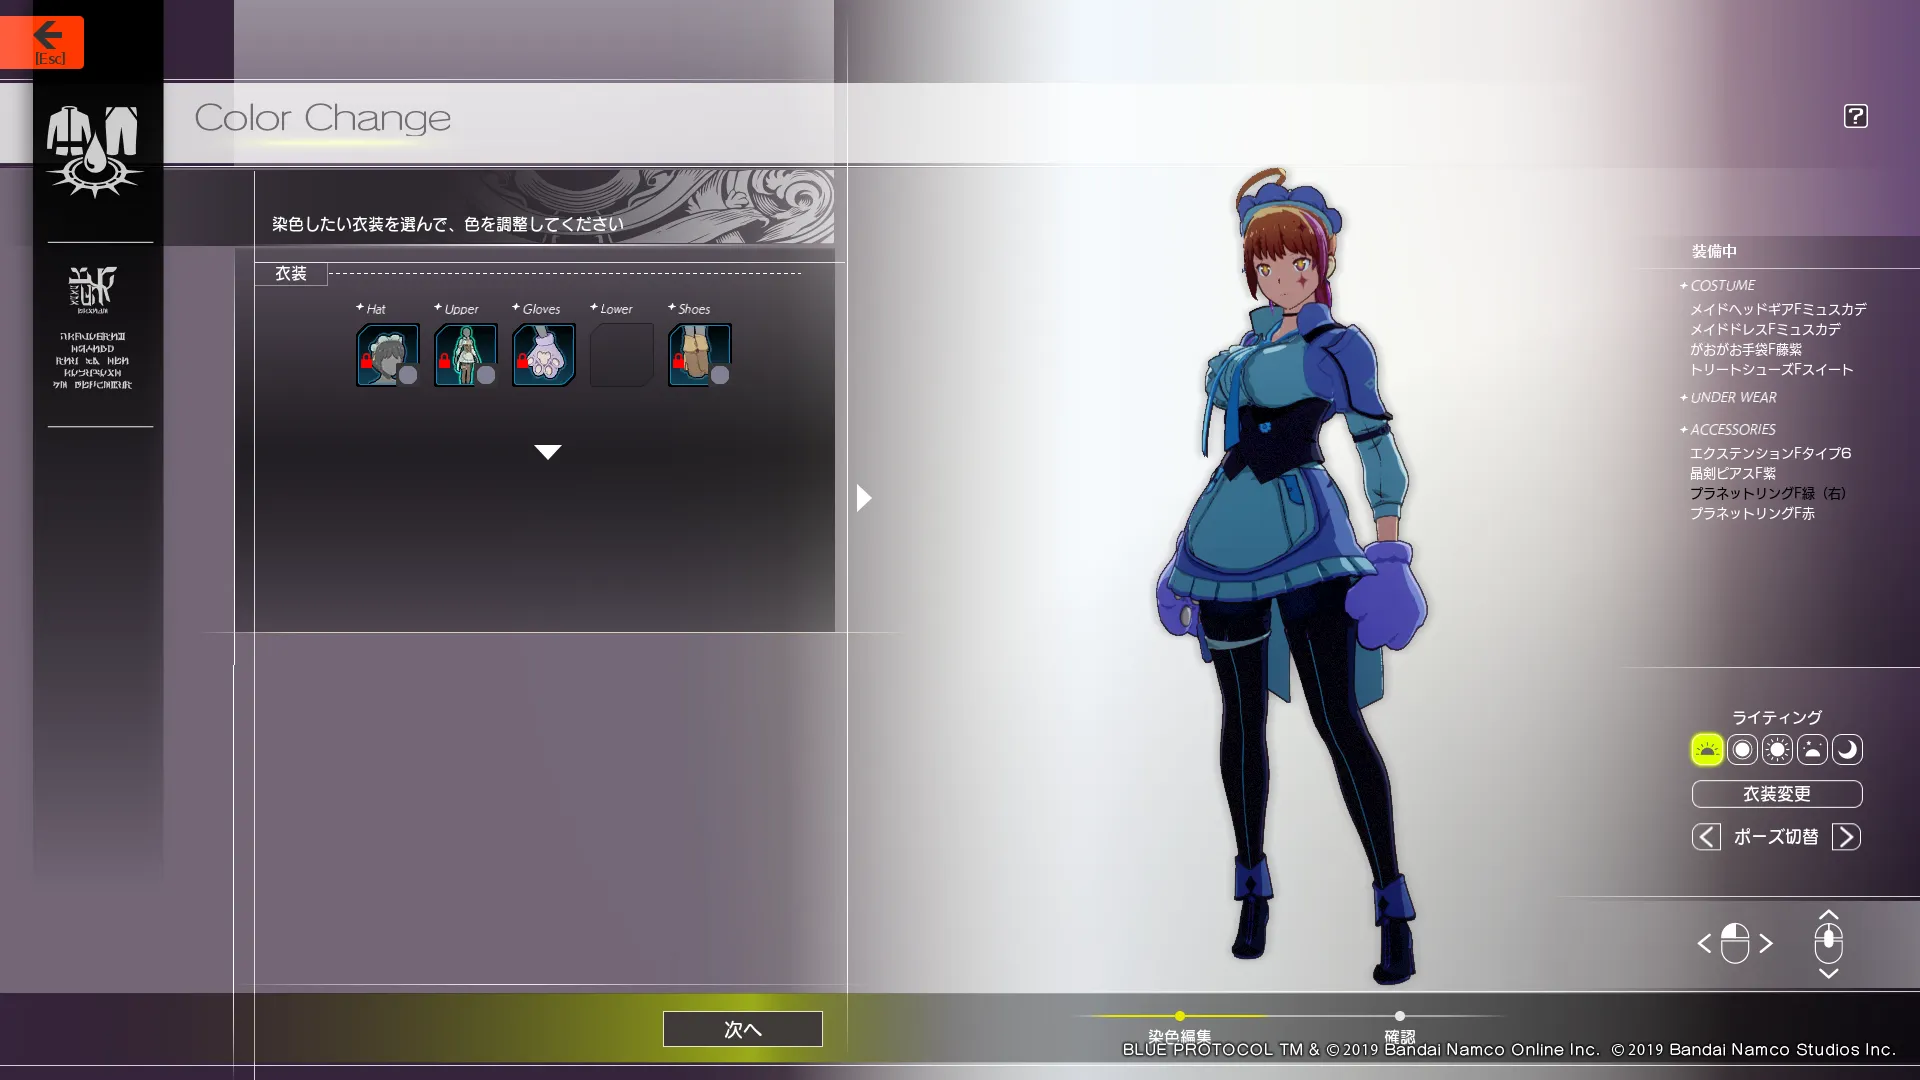 [Esc]
Color Change
?
染色したい衣装を選んで、色を調整してください
衣装
Hat
Upper
Gloves
Lower
Shoes
装備中
COSTUME
メイドヘッドギアFミュスカデ
メイドドレスFミュスカデ
がおがお手袋F藤紫
トリートシューズFスイート
UNDER WEAR
ACCESSORIES
エクステンションFタイプ6
晶剣ピアスF紫
プラネットリングF緑（右）
プラネットリングF赤
ライティング
衣装変更
ポーズ切替
次へ
染色編集
確認
BLUE PROTOCOL TM & ©2019 Bandai Namco Online Inc. ©2019 Bandai Namco Studios Inc.